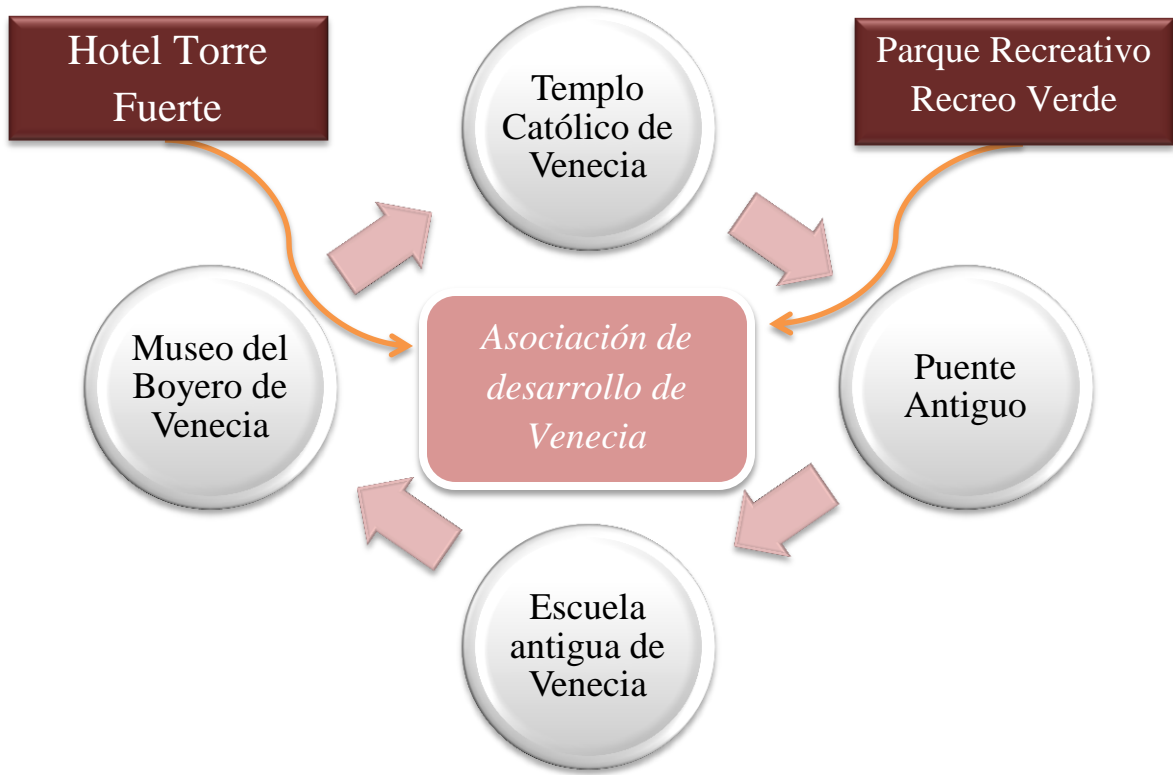 Hotel Torre
Fuerte
Parque Recreativo
Recreo Verde
Templo
Católico de
Venecia
Museo del
Boyero de
Venecia
Asociación de
desarrollo de
Venecia
Puente
Antiguo
Escuela
antigua de
Venecia